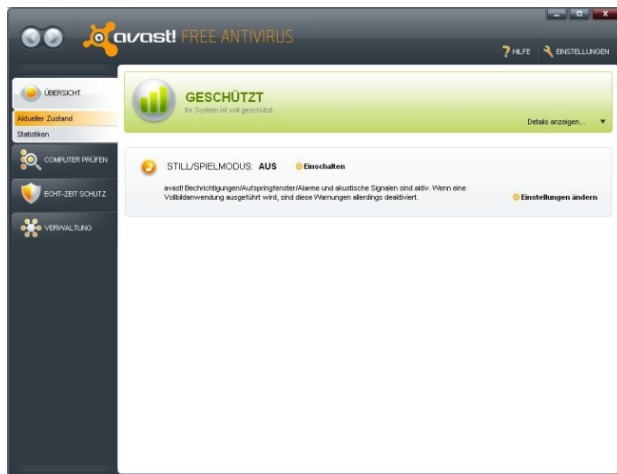 avast! FREE ANTIVIRUS
? HILFE EINSTELLUNGEN
ÜBERSICHT
Aktueller Zustand
Statistiken
COMPUTER PRÜFEN
ECHT-ZEIT SCHUTZ
VERWALTUNG
GESCHÜTZT
Ihr System ist voll geschützt.
Details anzeigen...
STILL/SPIELMODUS: AUS Einschalten
avast! Bechrichtigungen/Aufspringfenster/Alarme und akustische Signalen sind aktiv. Wenn eine
Vollbildanwendung ausgeführt wird, sind diese Warnungen allerdings deaktiviert.
Einstellungen ändern